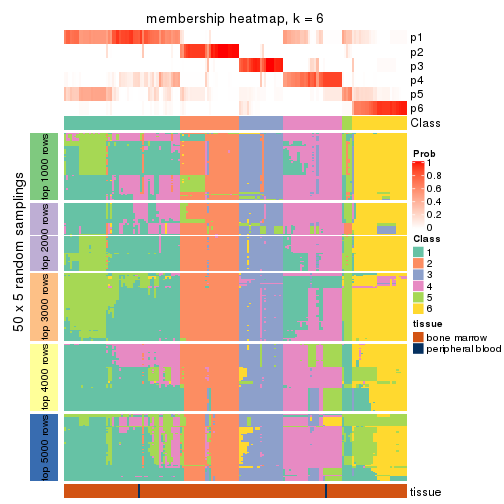 membership heatmap, k = 6
p1
p2
p3
p4
p5
p6
Class
50 x 5 random samplings
top 1000 rows
top 2000 rows
top 3000 rows
top 4000 rows
top 5000 rows
Prob
1
0.8
0.6
0.4
0.2
0
Class
1
2
3
4
5
6
tissue
bone marrow
peripheral blood
tissue